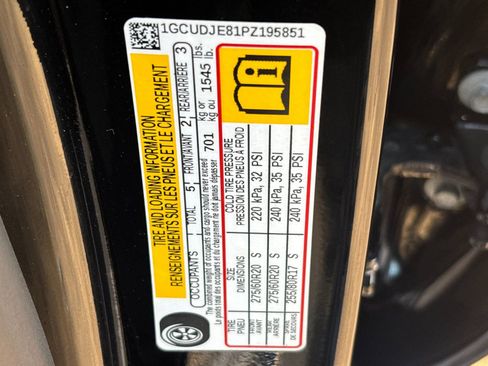 1GCUDJE81PZ195851
TIRE AND LOADING INFORMATION
RENSEIGNEMENTS SUR LES PNEUS ET LE CHARGEMENT
OCCUPANTS TOTAL 5 FRONT/AVANT 2 REAR/ARRIÈRE 3
The combined weight of occupants and cargo should never exceed 701 kg or 1545 lbs.
Le poids total des occupants et du chargement ne doit jamais dépasser kg ou lb.
TIRE SIZE COLD TIRE PRESSURE
PNEU DIMENSIONS PRESSION DES PNEUS À FROID
FRONT AVANT 275/60R20 S 220 kPa, 32 PSI
REAR ARRIÈRE 275/60R20 S 240 kPa, 35 PSI
SPARE DE SECOURS 255/80R17 S 240 kPa, 35 PSI
i